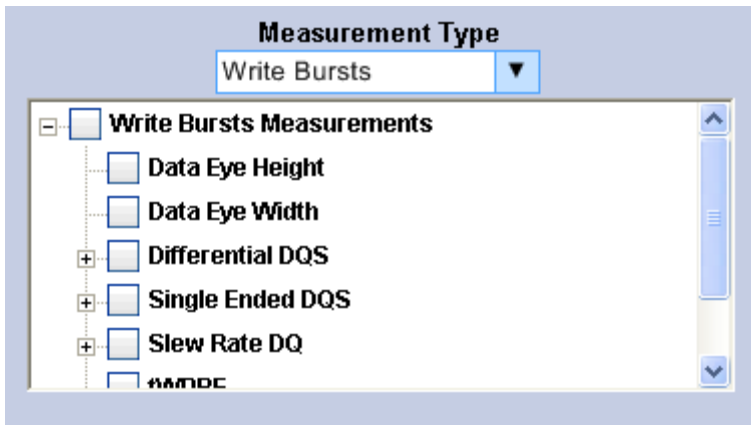 Measurement Type
Write Bursts
Write Bursts Measurements
Data Eye Height
Data Eye Width
Differential DQS
Single Ended DQS
Slew Rate DQ